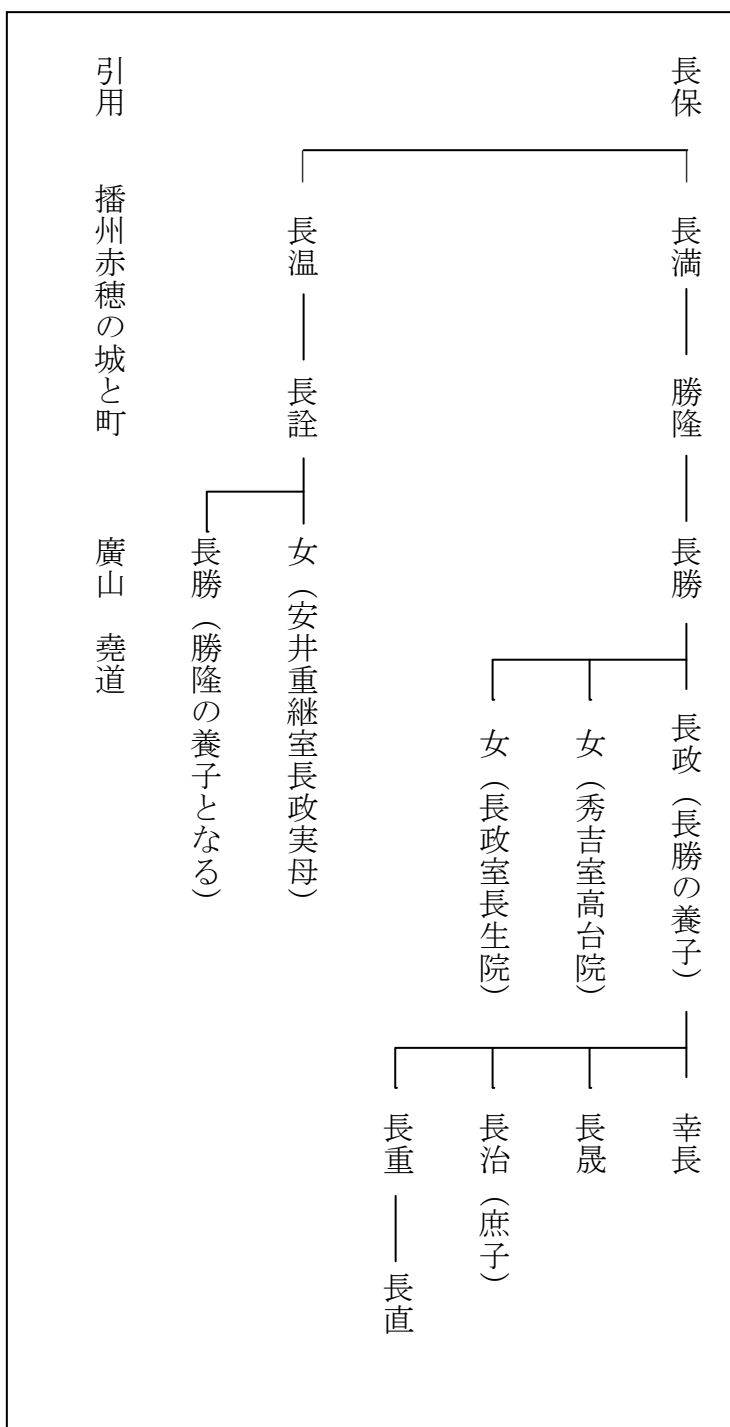 長保
長満
勝隆
長勝
長政（長勝の養子）
女（秀吉室高台院）
女（長政室長生院）
幸長
長晟
長治（庶子）
長重
長直
長温
長詮
女（安井重継室長政実母）
長勝（勝隆の養子となる）
引用　播州赤穂の城と町　廣山　堯道